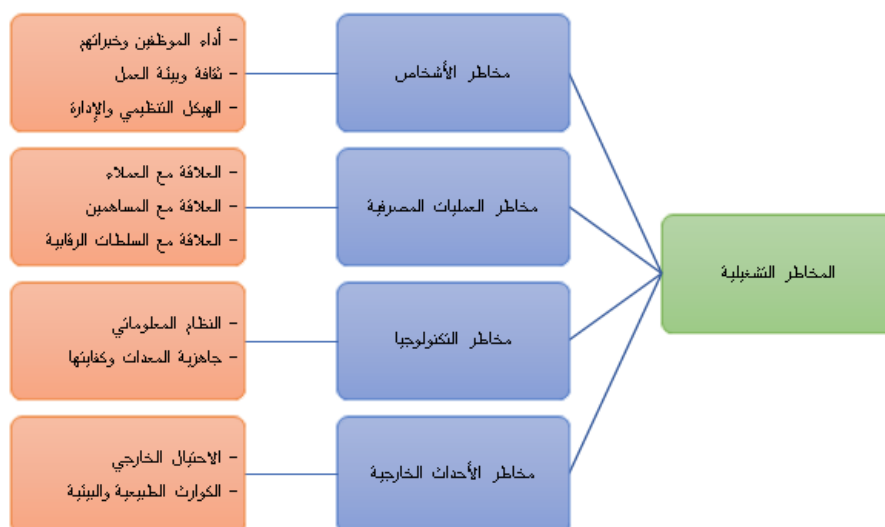 المخاطر التشغيلية
مخاطر الأشخاص
- أداء الموظفين وخبراتهم
- ثقافة وبيئة العمل
- الهيكل التنظيمي والإدارة
مخاطر العمليات المصرفية
- العلاقة مع العملاء
- العلاقة مع المساهمين
- العلاقة مع السلطات الرقابية
مخاطر التكنولوجيا
- النظام المعلوماتي
- جاهزية المعدات وكفايتها
مخاطر الأحداث الخارجية
- الاحتيال الخارجي
- الكوارث الطبيعية والبيئية